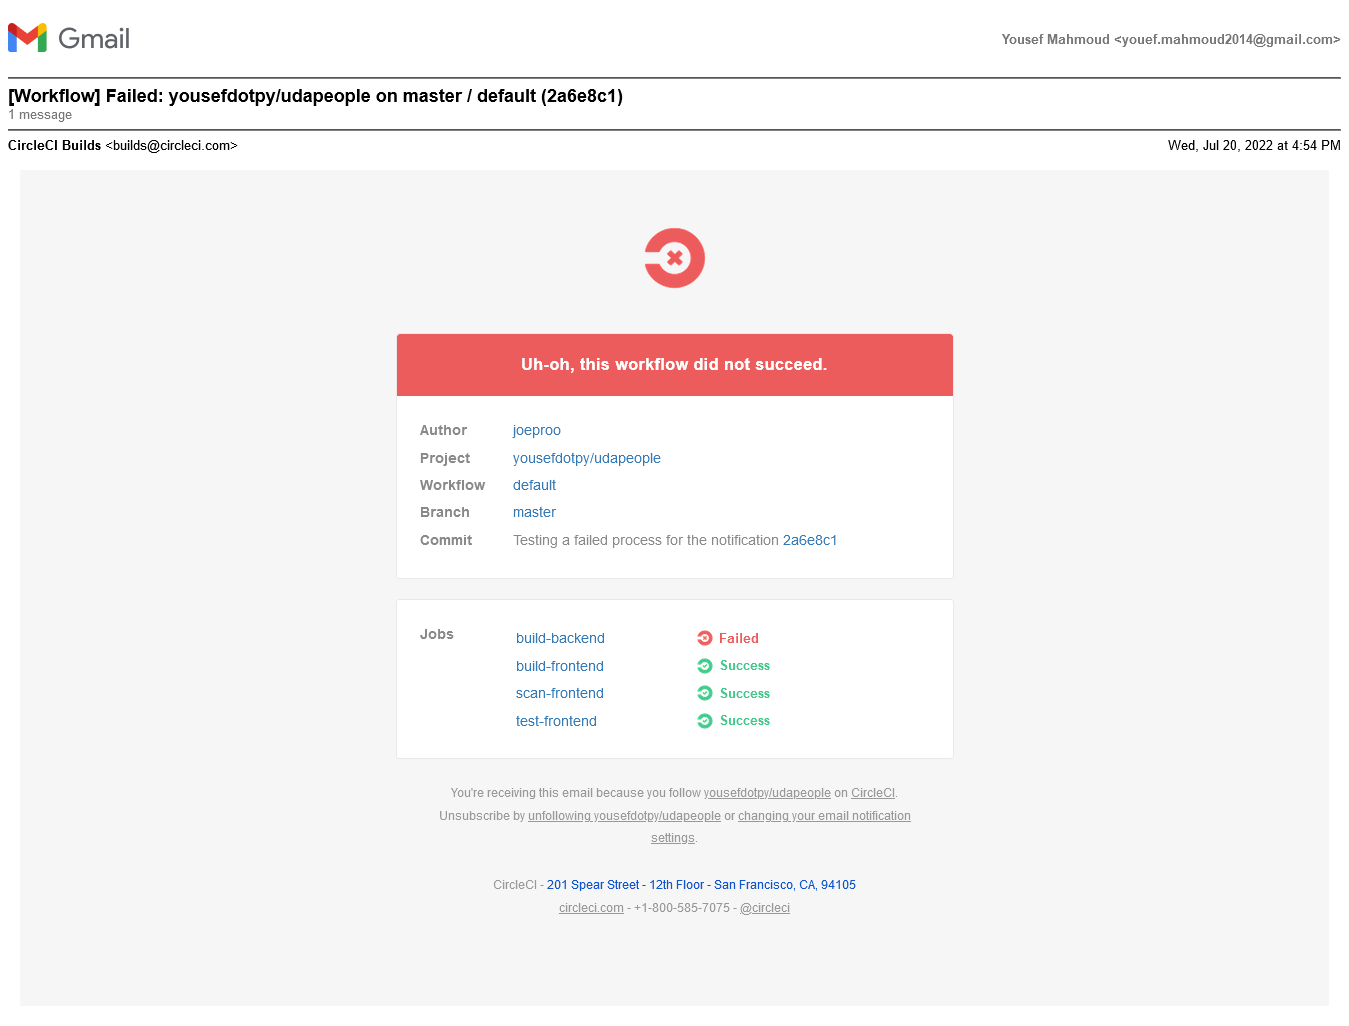 Gmail
Yousef Mahmoud <youef.mahmoud2014@gmail.com>
[Workflow] Failed: yousefdotpy/udapeople on master / default (2a6e8c1)
1 message
CircleCI Builds <builds@circleci.com> Wed, Jul 20, 2022 at 4:54 PM
Uh-oh, this workflow did not succeed.
Author joeproo
Project yousefdotpy/udapeople
Workflow default
Branch master
Commit Testing a failed process for the notification 2a6e8c1
Jobs build-backend Failed
build-frontend Success
scan-frontend Success
test-frontend Success
You're receiving this email because you follow yousefdotpy/udapeople on CircleCI.
Unsubscribe by unfollowing yousefdotpy/udapeople or changing your email notification
settings.
CircleCI - 201 Spear Street - 12th Floor - San Francisco, CA, 94105
circleci.com - +1-800-585-7075 - @circleci